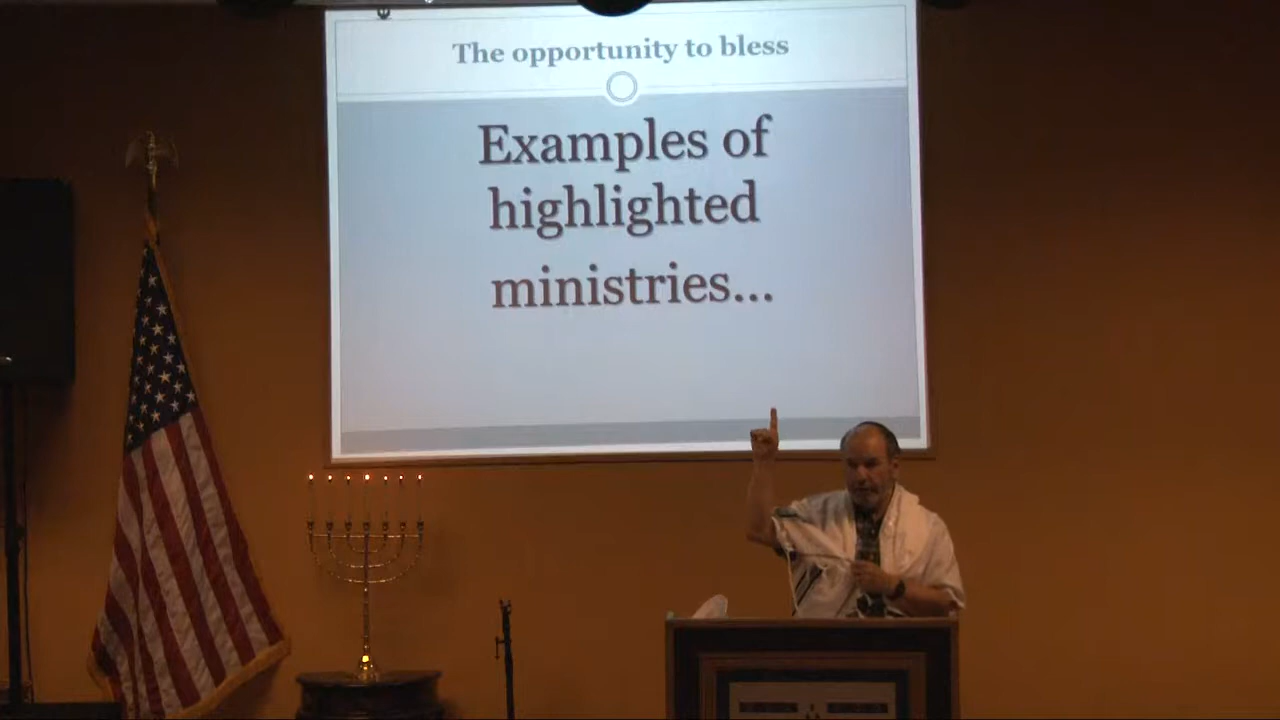 The opportunity to bless
Examples of
highlighted
ministries...